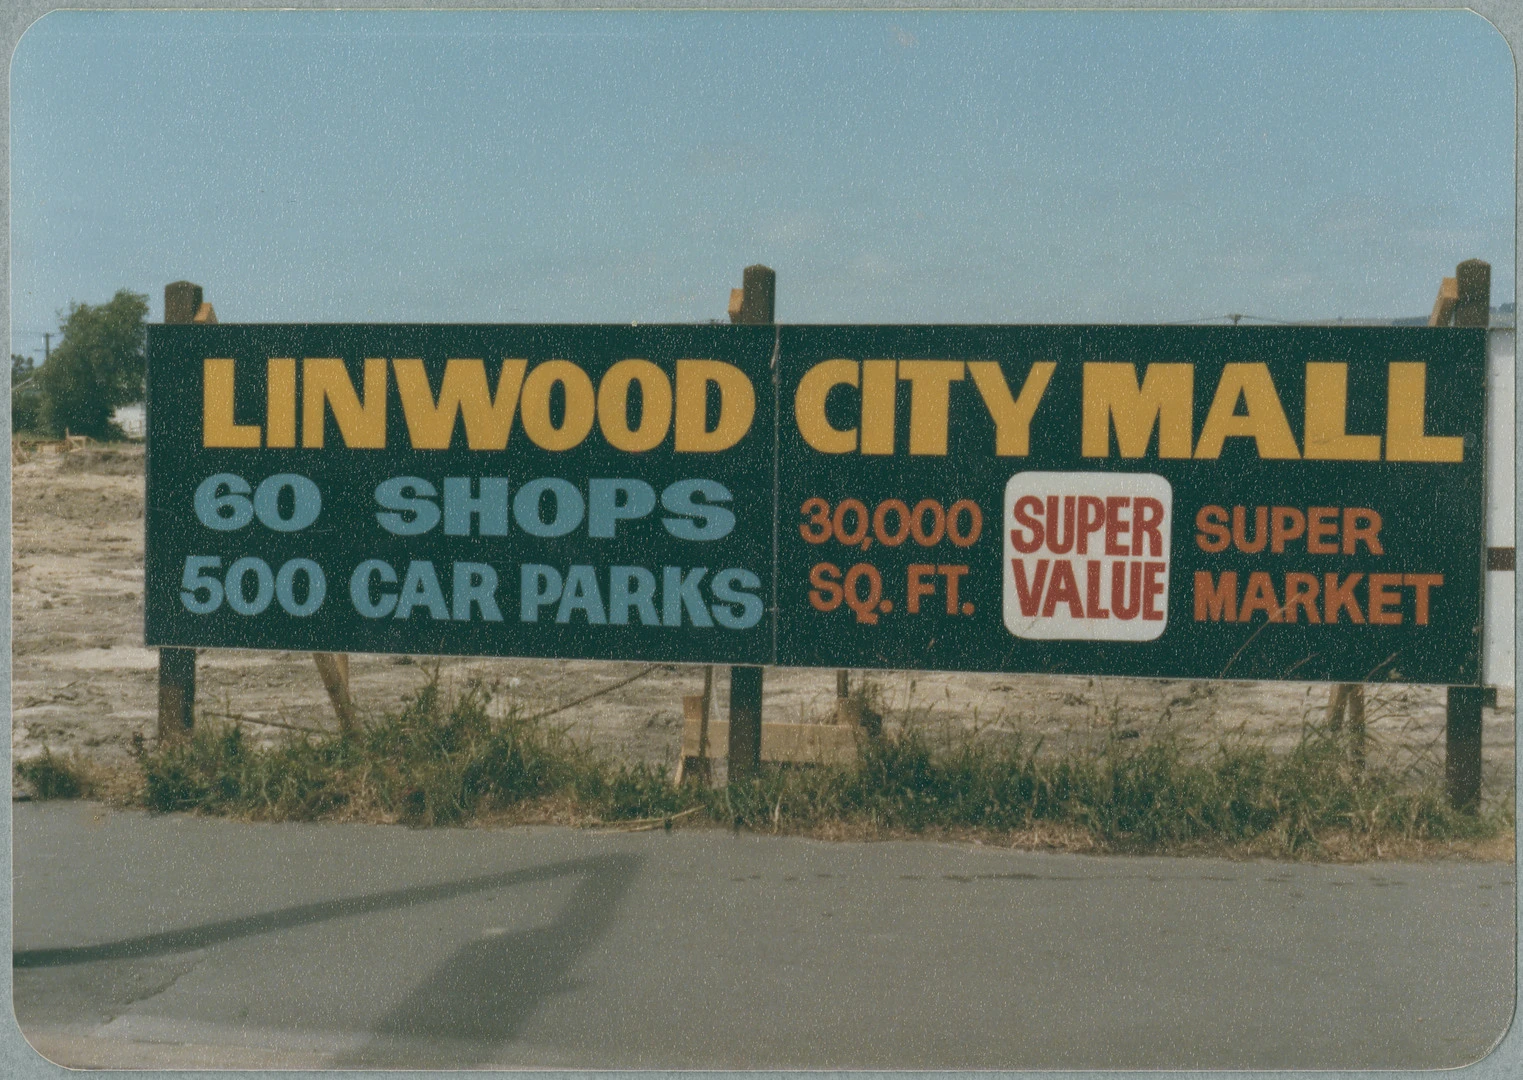 LINWOOD CITY MALL
60 SHOPS
500 CAR PARKS
30,000
SQ. FT.
SUPER
VALUE
SUPER
MARKET